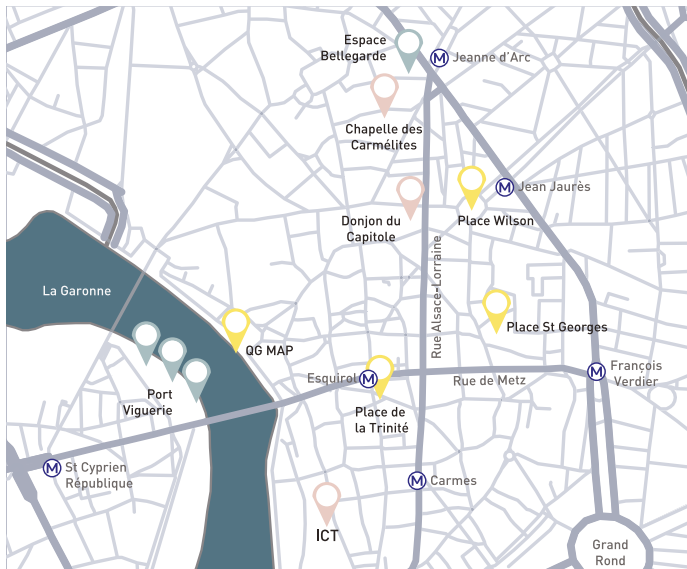 Espace
Bellegarde
M
Jeanne d'Arc
Chapelle des
Carmélites
M
Jean Jaurès
Donjon du
Capitole
Place Wilson
Rue Alsace-Lorraine
La Garonne
QG MAP
Place St Georges
Port
Viguerie
Esquirol
M
Rue de Metz
M
François
Verdier
Place de
la Trinité
M
St Cyprien
République
M
Carmes
ICT
Grand
Rond